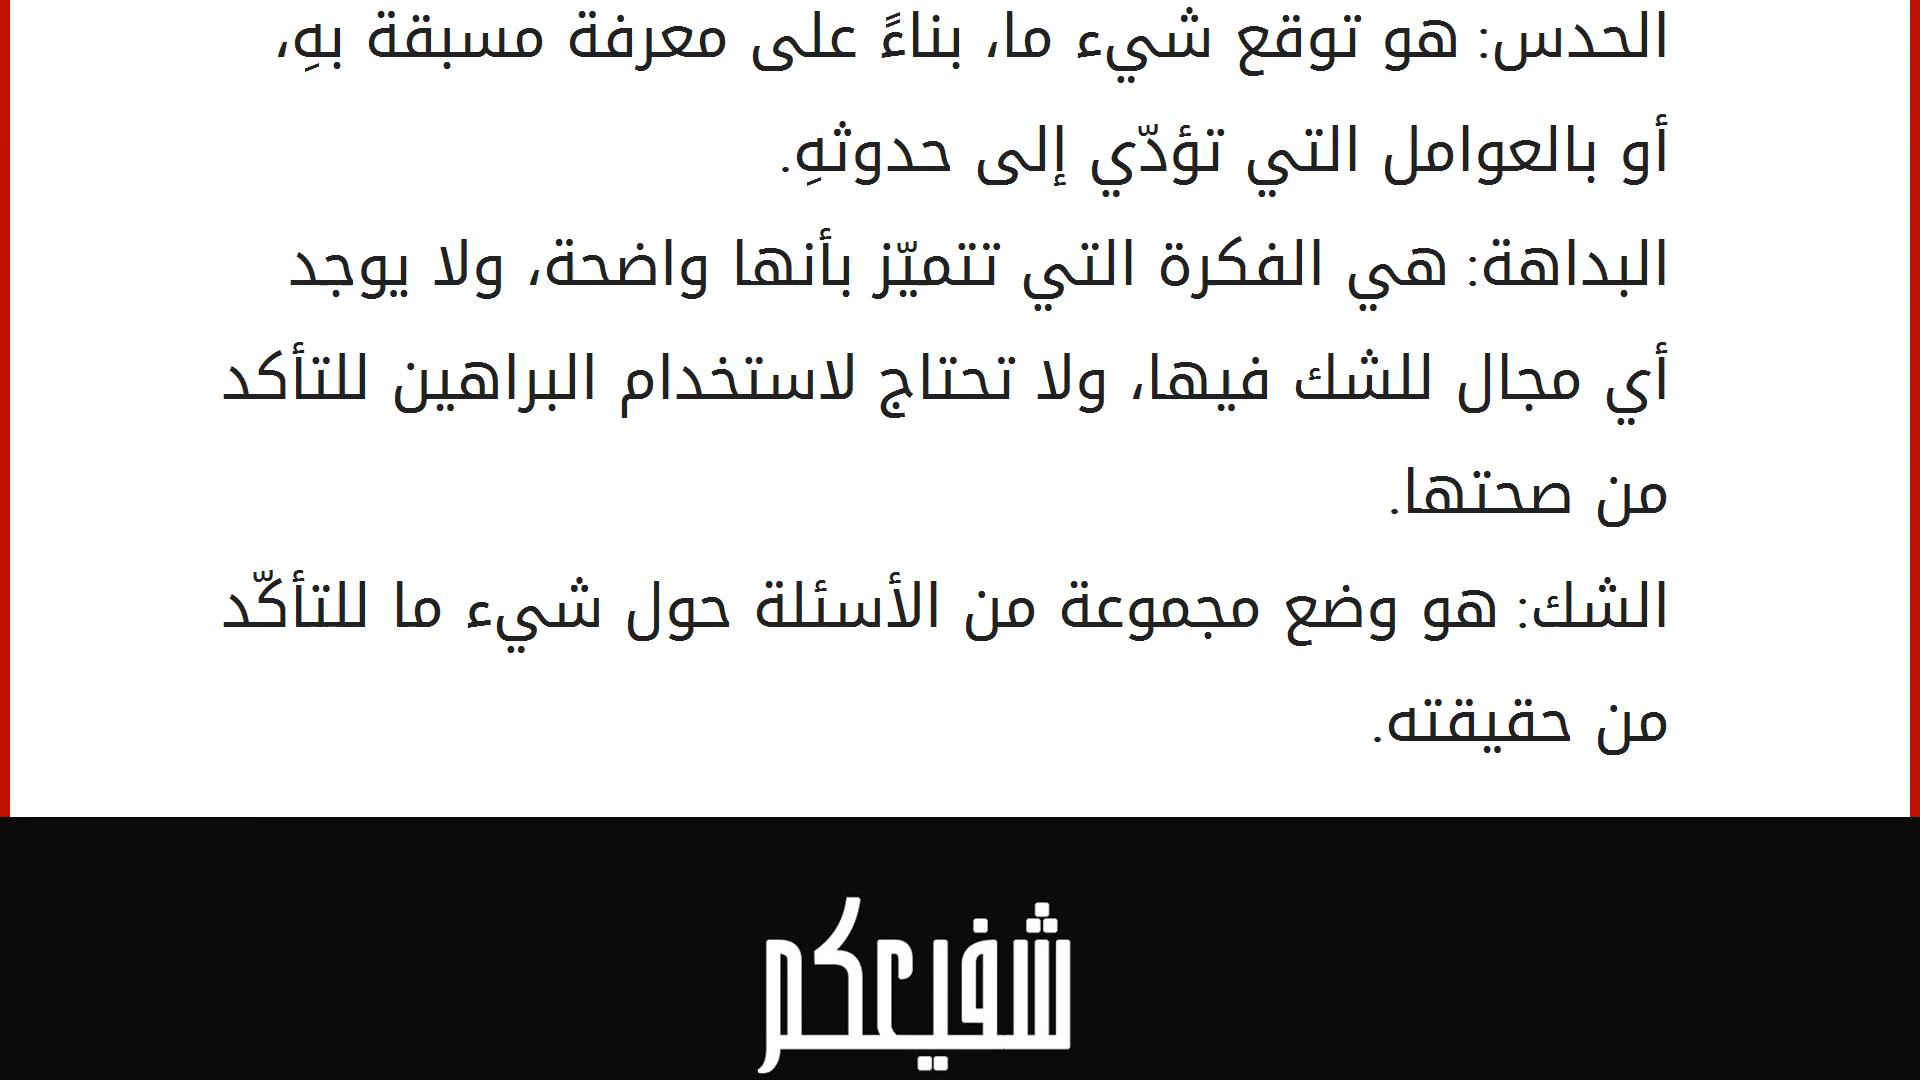 الحدس: هو توقع شيء ما، بناءً على معرفة مسبقة بهِ،
أو بالعوامل التي تؤدّي إلى حدوثهِ.
البداهة: هي الفكرة التي تتميّز بأنها واضحة، ولا يوجد
أي مجال للشك فيها، ولا تحتاج لاستخدام البراهين للتأكد
من صحتها.
الشك: هو وضع مجموعة من الأسئلة حول شيء ما للتأكّد
من حقيقته.
شفيعكم